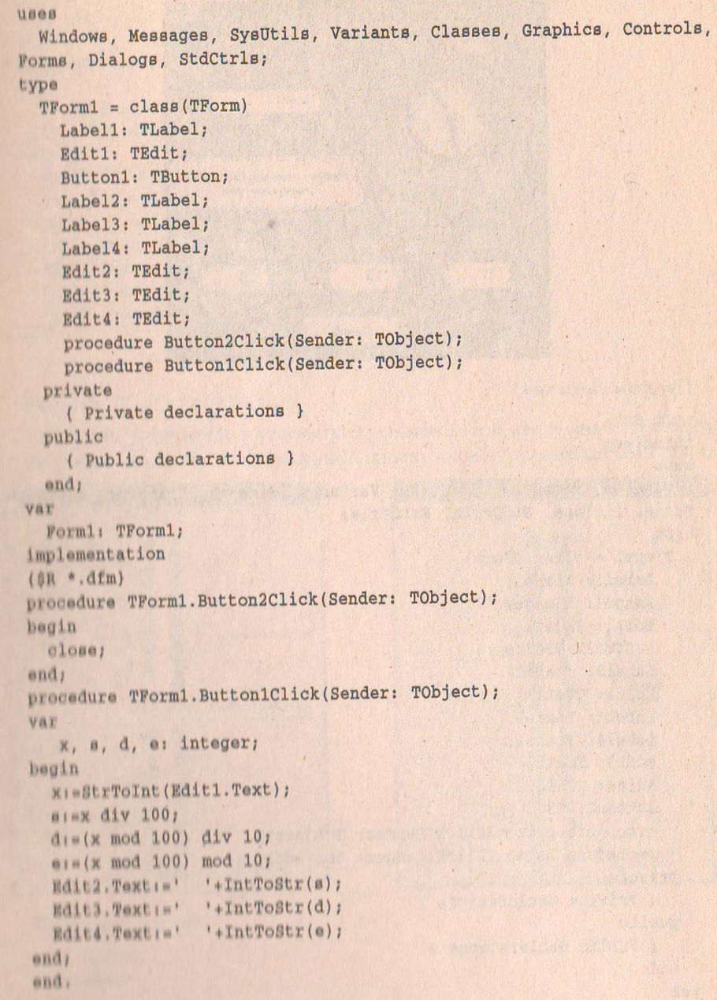 uses
Windows, Messages, SysUtils, Variants, Classes, Graphics, Controls,
Forms, Dialogs, StdCtrls;
type
TForm1 = class(TForm)
Label1: TLabel;
Edit1: TEdit;
Button1: TButton;
Label2: TLabel;
Label3: TLabel;
Label4: TLabel;
Edit2: TEdit;
Edit3: TEdit;
Edit4: TEdit;
procedure Button2Click(Sender: TObject);
procedure Button1Click(Sender: TObject);
private
{ Private declarations }
public
{ Public declarations }
end;
var
Form1: TForm1;
implementation
{$R *.dfm}
procedure TForm1.Button2Click(Sender: TObject);
begin
close;
end;
procedure TForm1.Button1Click(Sender: TObject);
var
x, s, d, e: integer;
begin
x:=StrToInt(Edit1.Text);
s:=x div 100;
d:=(x mod 100) div 10;
e:=(x mod 100) mod 10;
Edit2.Text:='  '+IntToStr(s);
Edit3.Text:='  '+IntToStr(d);
Edit4.Text:='  '+IntToStr(e);
end;
end.